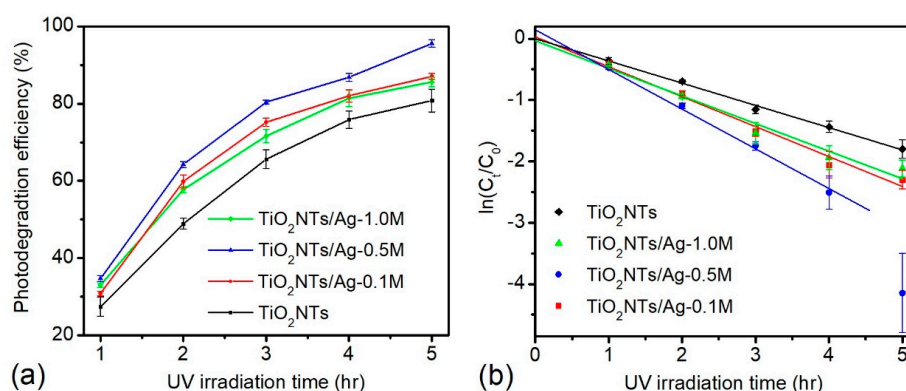 Photodegradtion efficiency (%)
100
80
60
40
20
1 2 3 4 5
UV irradiation time (hr)
TiO₂NTs/Ag-1.0M
TiO₂NTs/Ag-0.5M
TiO₂NTs/Ag-0.1M
TiO₂NTs
(a)
ln(Cₜ/C₀)
0
-1
-2
-3
-4
0 1 2 3 4 5
UV irradiation time (hr)
TiO₂NTs
TiO₂NTs/Ag-1.0M
TiO₂NTs/Ag-0.5M
TiO₂NTs/Ag-0.1M
(b)